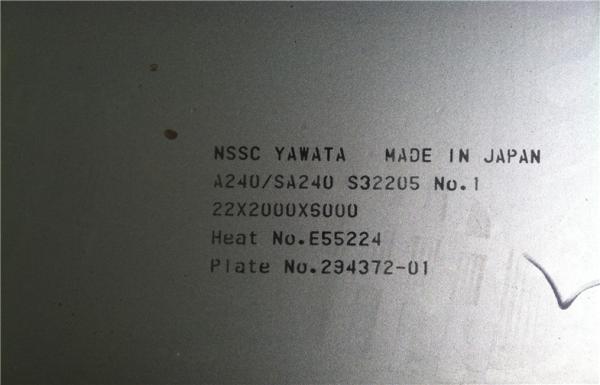 NSSC YAWATA MADE IN JAPAN
A240/SA240 S32205 No.1
22X2000X6000
Heat No.E55224
Plate No.294372-01